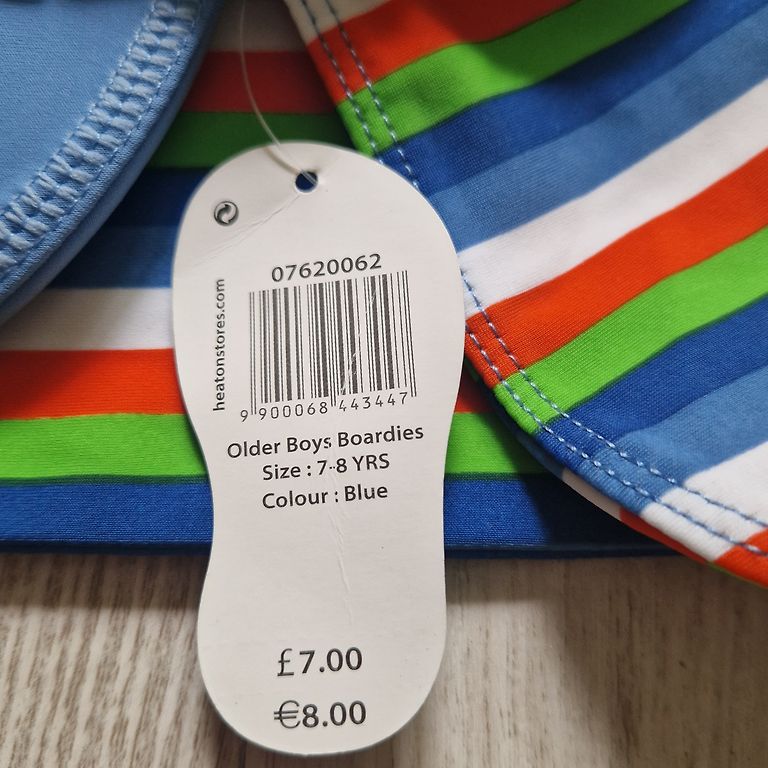 07620062
heatonstores.com
9 900068 443447
Older Boys Boardies
Size : 7-8 YRS
Colour : Blue
£7.00
€8.00